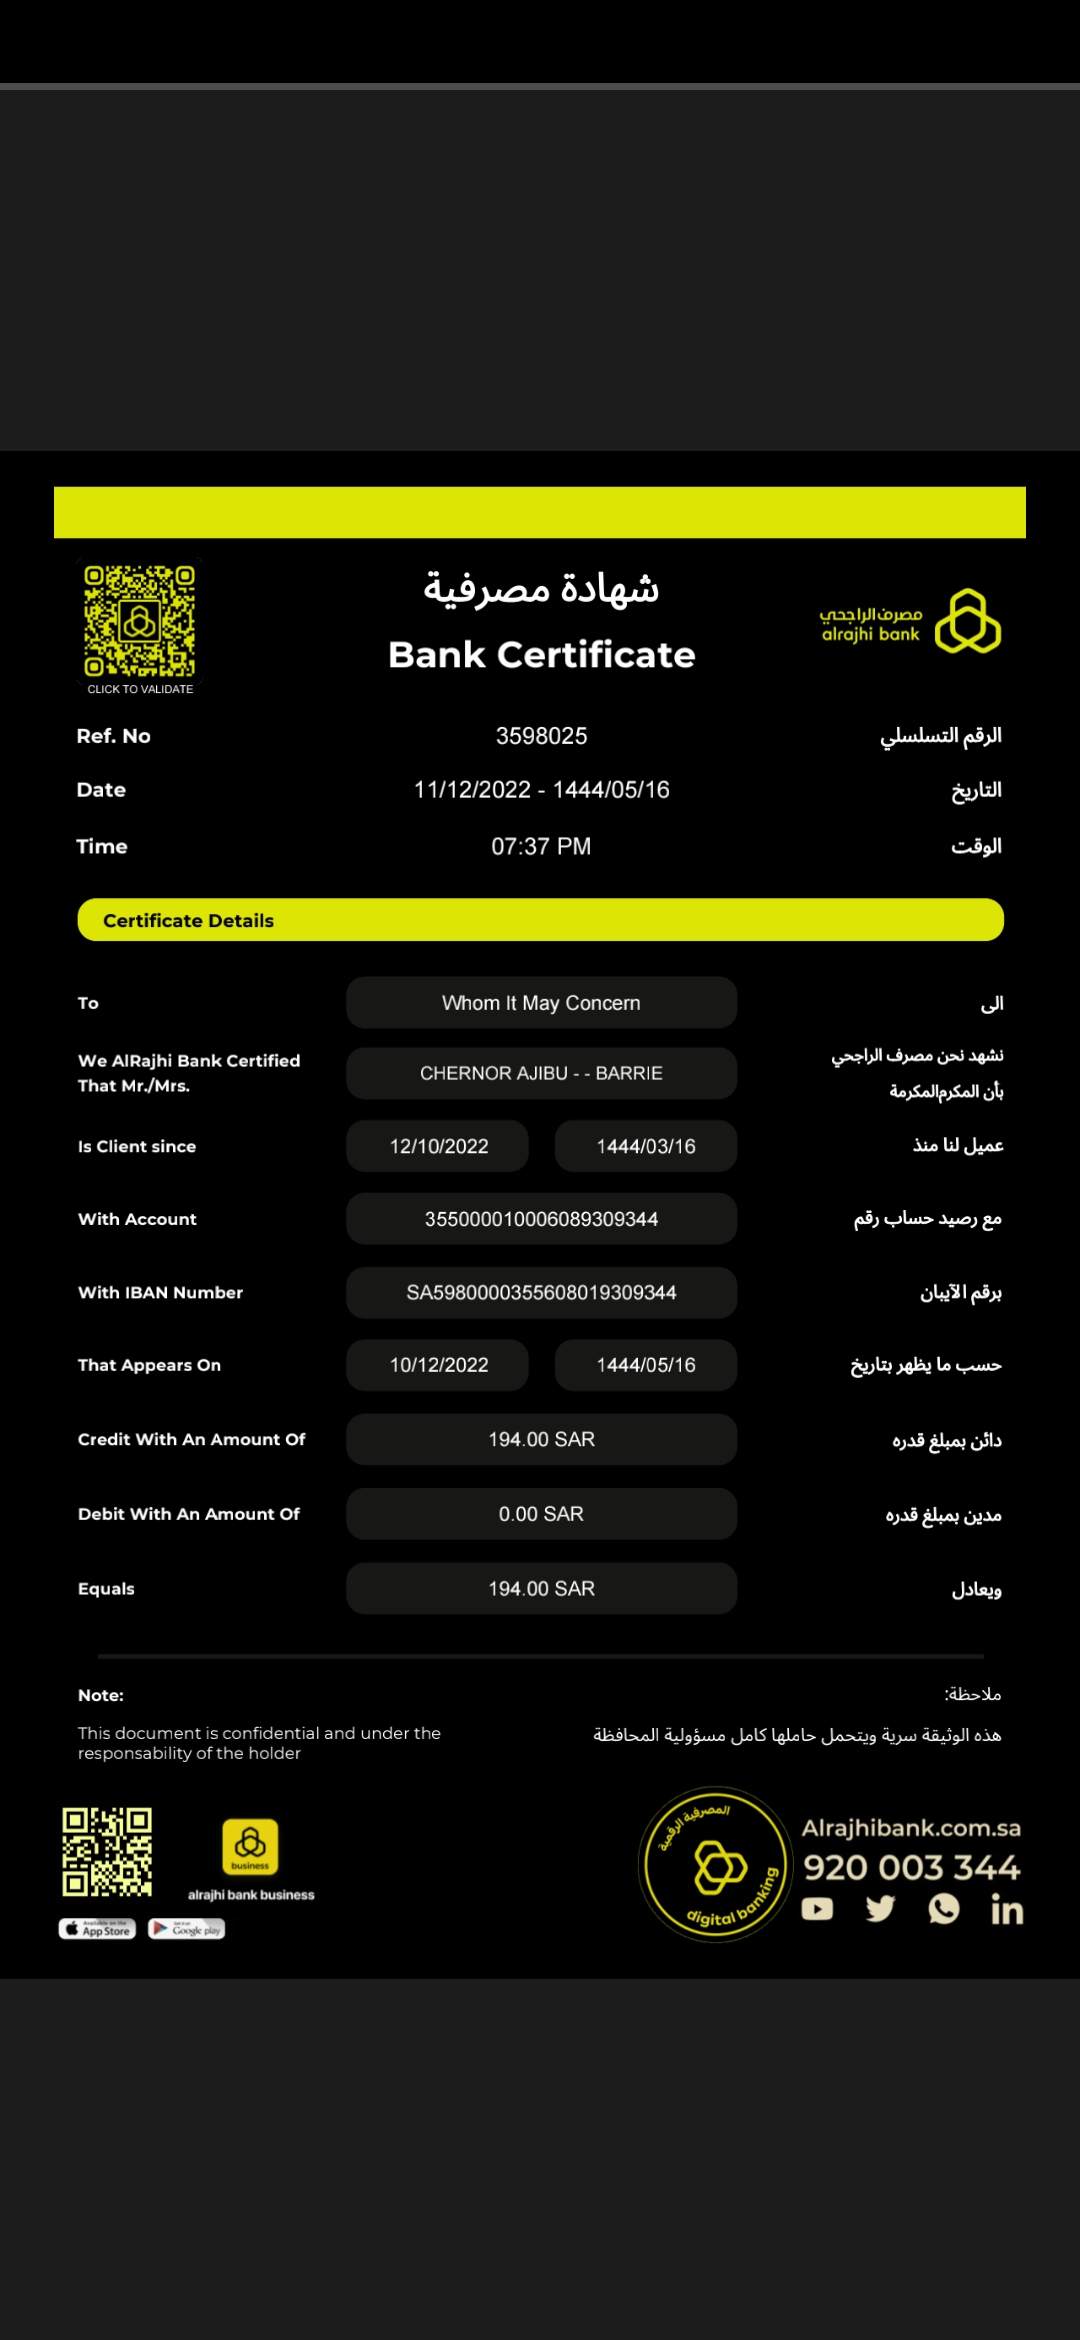 شهادة مصرفية
Bank Certificate
مصرف الراجحي
alrajhi bank
CLICK TO VALIDATE
Ref. No 3598025 الرقم التسلسلي
Date 11/12/2022 - 1444/05/16 التاريخ
Time 07:37 PM الوقت
Certificate Details
To Whom It May Concern الى
We AlRajhi Bank Certified نشهد نحن مصرف الراجحي
That Mr./Mrs. CHERNOR AJIBU - - BARRIE بأن المكرم/المكرمة
Is Client since 12/10/2022 1444/03/16 عميل لنا منذ
With Account 355000010006089309344 مع رصيد حساب رقم
With IBAN Number SA5980000355608019309344 برقم الآيبان
That Appears On 10/12/2022 1444/05/16 حسب ما يظهر بتاريخ
Credit With An Amount Of 194.00 SAR دائن بمبلغ قدره
Debit With An Amount Of 0.00 SAR مدين بمبلغ قدره
Equals 194.00 SAR ويعادل
Note: ملاحظة:
This document is confidential and under the هذه الوثيقة سرية ويتحمل حاملها كامل مسؤولية المحافظة
responsability of the holder
business
alrajhi bank business
Available on the
App Store
Get it on
Google play
المصرفية الرقمية
digital banking
Alrajhibank.com.sa
920 003 344